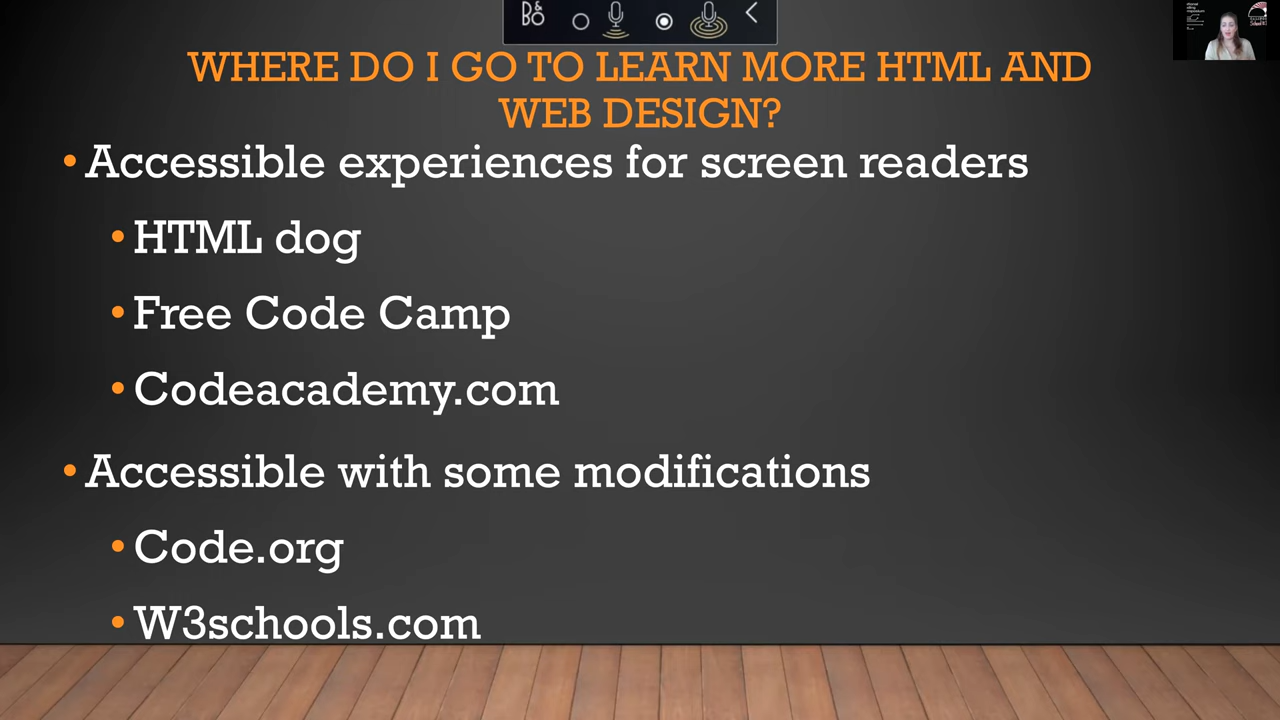 B&O
WHERE DO I GO TO LEARN MORE HTML AND
WEB DESIGN?
•Accessible experiences for screen readers
•HTML dog
•Free Code Camp
•Codeacademy.com
•Accessible with some modifications
•Code.org
•W3schools.com